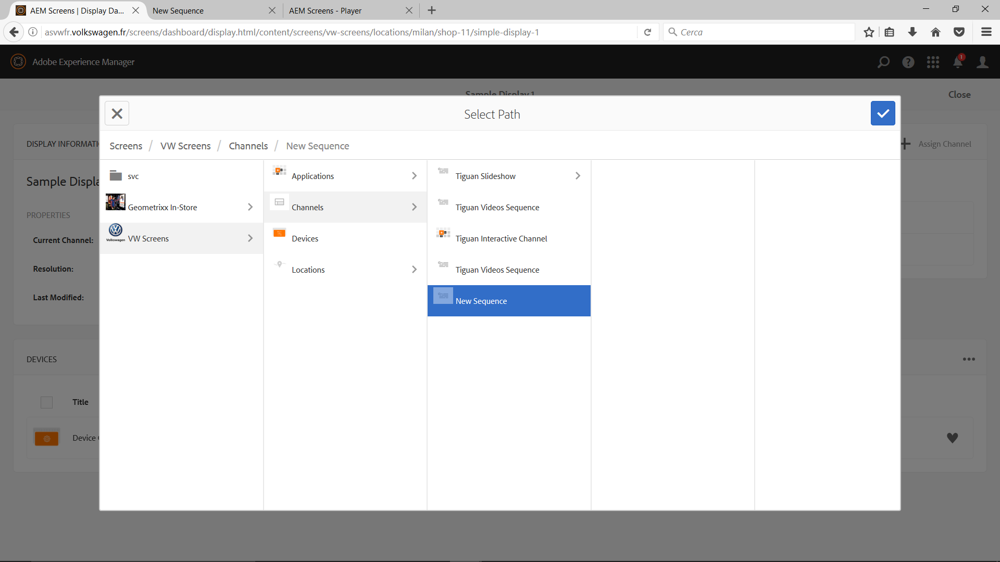 AEM Screens | Display Da...
New Sequence
AEM Screens - Player
asvwfr.volkswagen.fr/screens/dashboard/display.html/content/screens/vw-screens/locations/milan/shop-11/simple-display-1
Cerca
Adobe Experience Manager
1
Sample Display 1
Close
Select Path
DISPLAY INFORMATI
Screens / VW Screens / Channels / New Sequence
Assign Channel
svc
Applications
Tiguan Slideshow
Sample Displa
Geometrixx In-Store
Channels
Tiguan Videos Sequence
PROPERTIES
Volkswagen
VW Screens
Devices
Tiguan Interactive Channel
Current Channel:
Locations
Tiguan Videos Sequence
Resolution:
New Sequence
Last Modified:
DEVICES
Title
Device